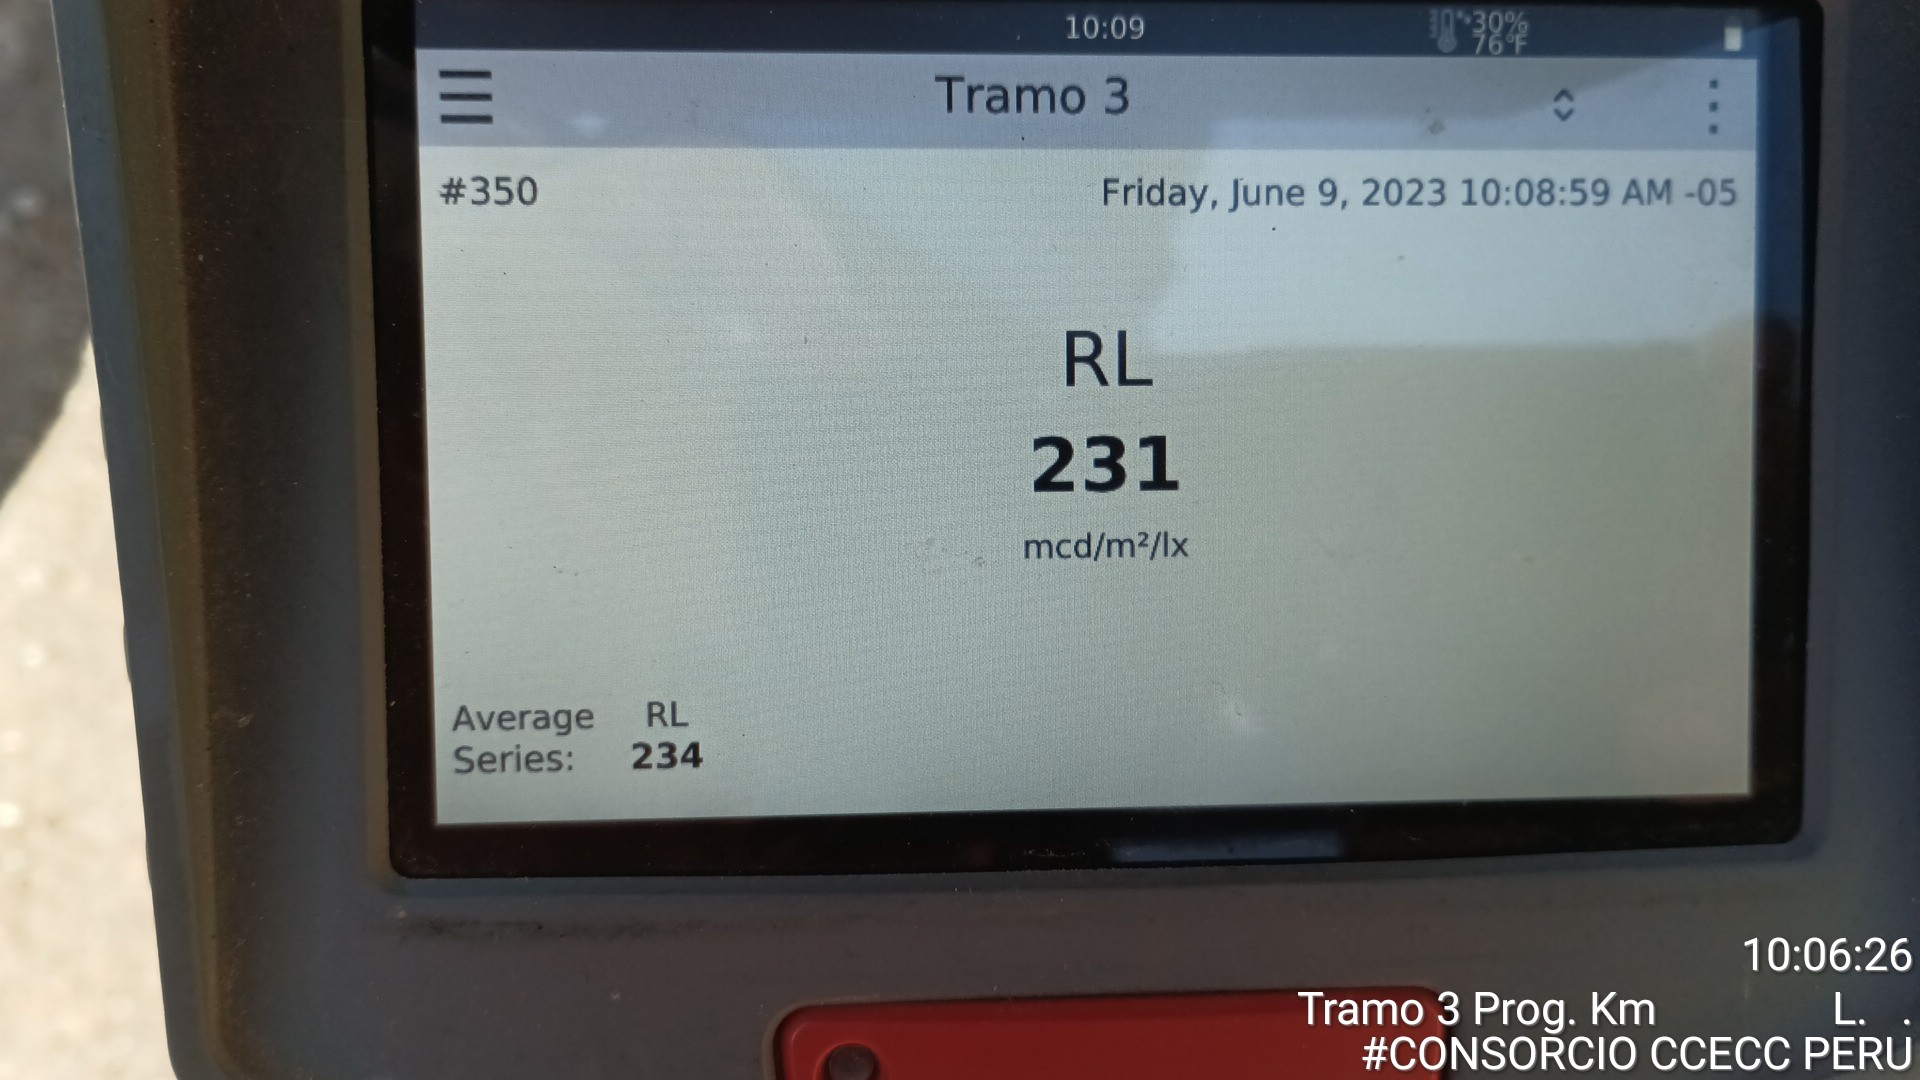 10:09
30%
76°F
Tramo 3
#350
Friday, June 9, 2023 10:08:59 AM -05
RL
231
mcd/m²/lx
Average RL
Series: 234
10:06:26
Tramo 3 Prog. Km L. .
#CONSORCIO CCECC PERU